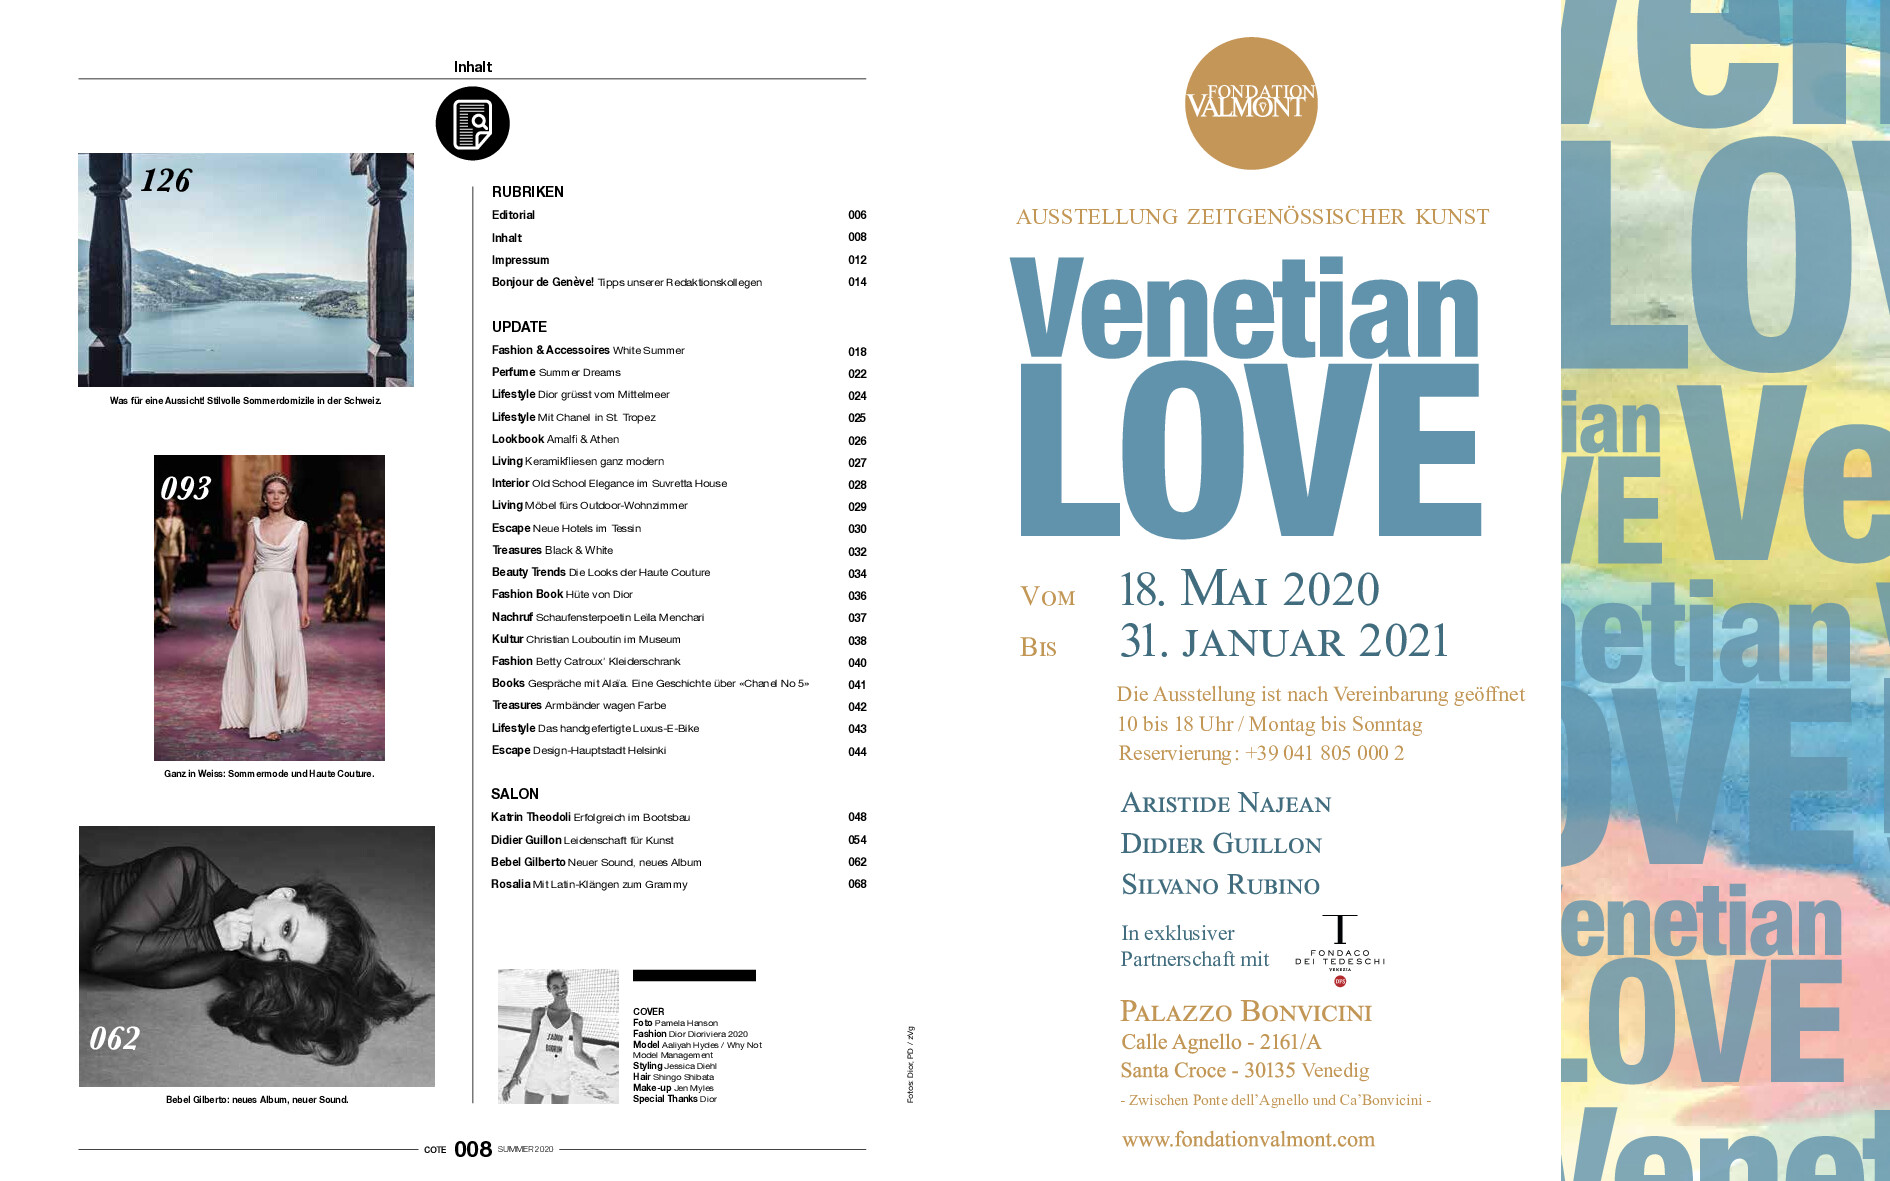 Inhalt
126
Was für eine Aussicht! Stilvolle Sommerdomizile in der Schweiz.
093
Ganz in Weiss: Sommermode und Haute Couture.
062
Bebel Gilberto: neues Album, neuer Sound.
RUBRIKEN
Editorial 006
Inhalt 008
Impressum 012
Bonjour de Genève! Tipps unserer Redaktionskollegen 014
UPDATE
Fashion & Accessoires White Summer 018
Perfume Summer Dreams 022
Lifestyle Dior grüsst vom Mittelmeer 024
Lifestyle Mit Chanel in St. Tropez 025
Lookbook Amalfi & Athen 026
Living Keramikfliesen ganz modern 027
Interior Old School Elegance im Suvretta House 028
Living Möbel fürs Outdoor-Wohnzimmer 029
Escape Neue Hotels im Tessin 030
Treasures Black & White 032
Beauty Trends Die Looks der Haute Couture 034
Fashion Book Hüte von Dior 036
Nachruf Schaufensterpoetin Leïla Menchari 037
Kultur Christian Louboutin im Museum 038
Fashion Betty Catroux' Kleiderschrank 040
Books Gespräche mit Alaïa. Eine Geschichte über «Chanel No 5» 041
Treasures Armbänder wagen Farbe 042
Lifestyle Das handgefertigte Luxus-E-Bike 043
Escape Design-Hauptstadt Helsinki 044
SALON
Katrin Theodoli Erfolgreich im Bootsbau 048
Didier Guillon Leidenschaft für Kunst 054
Bebel Gilberto Neuer Sound, neues Album 062
Rosalia Mit Latin-Klängen zum Grammy 068
J'ADIOR
COVER
Foto Pamela Hanson
Fashion Dior Dioriviera 2020
Model Aaliyah Hydes / Why Not
Model Management
Styling Jessica Diehl
Hair Shingo Shibata
Make-up Jen Myles
Special Thanks Dior
Fotos: Dior, PD / zVg
COTE 008 SUMMER 2020
FONDATION
VALMONT
AUSSTELLUNG ZEITGENÖSSISCHER KUNST
Venetian
LOVE
VOM 18. MAI 2020
BIS 31. JANUAR 2021
Die Ausstellung ist nach Vereinbarung geöffnet
10 bis 18 Uhr / Montag bis Sonntag
Reservierung : +39 041 805 000 2
ARISTIDE NAJEAN
DIDIER GUILLON
SILVANO RUBINO
In exklusiver
Partnerschaft mit
T
FONDACO
DEI TEDESCHI
VENEZIA
DFS
PALAZZO BONVICINI
Calle Agnello - 2161/A
Santa Croce - 30135 Venedig
- Zwischen Ponte dell'Agnello und Ca'Bonvicini -
www.fondationvalmont.com
Ven
LOV
ian
VE
Ve
netian
V
OVE
OVE
enetian
LOVE
LOVE
Venet